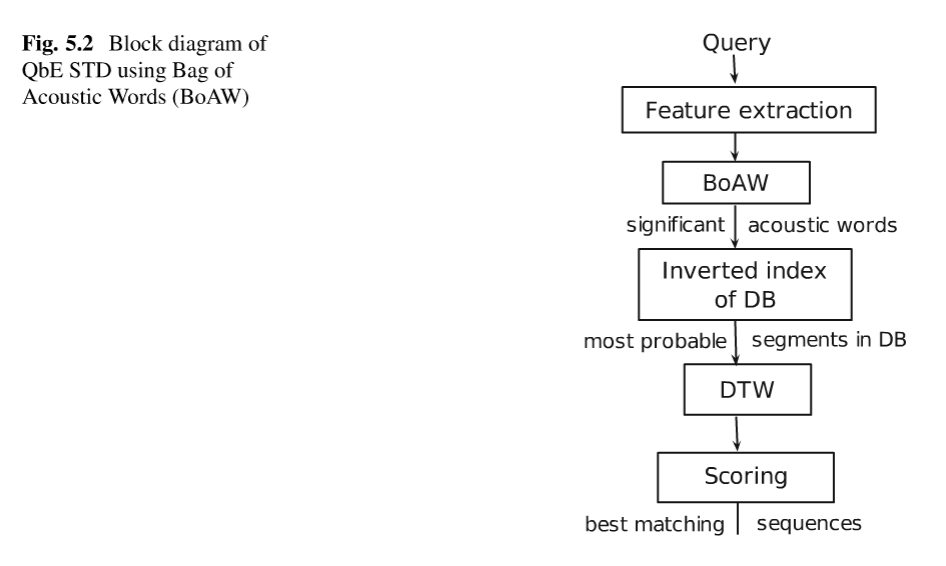 Fig. 5.2 Block diagram of
QbE STD using Bag of
Acoustic Words (BoAW)
Query
Feature extraction
BoAW
significant acoustic words
Inverted index
of DB
most probable segments in DB
DTW
Scoring
best matching sequences